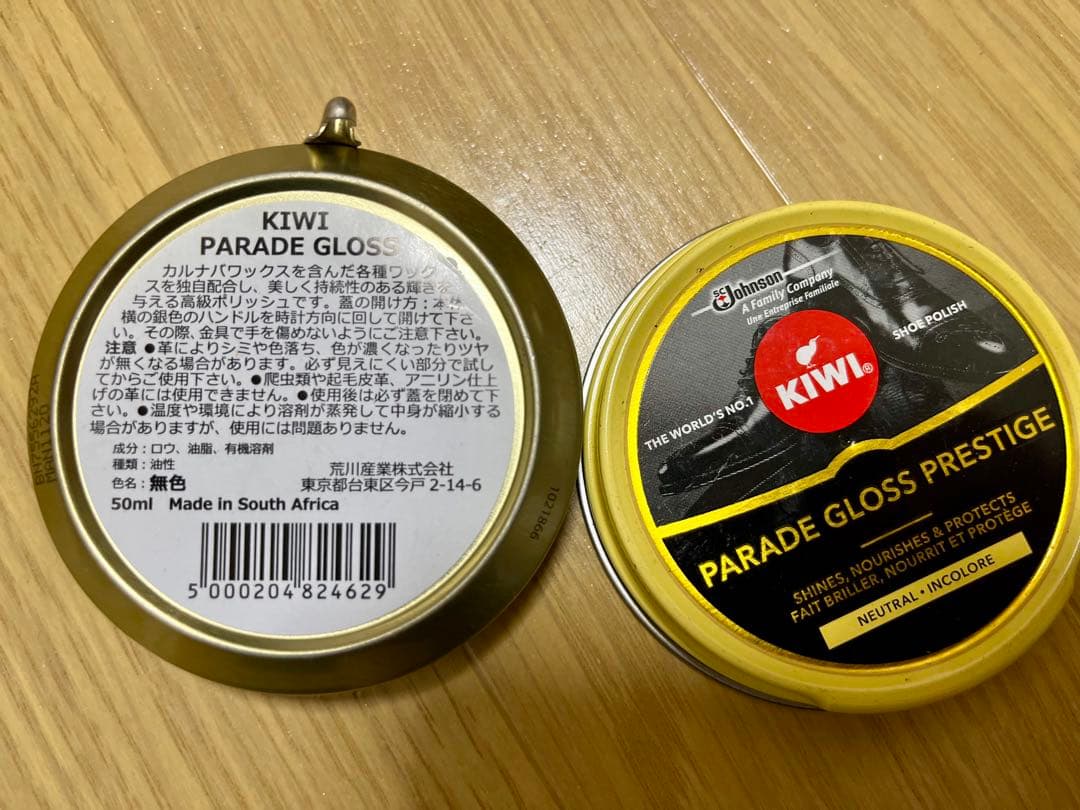 KIWI
PARADE GLOSS
カルナバワックスを含んだ各種ワック
スを独自配合し、美しく持続性のある輝きを
与える高級ポリッシュです。蓋の開け方:本体
横の銀色のハンドルを時計方向に回して開けて下さ
い。その際、金具で手を傷めないようにご注意下さい。
注意 ●革によりシミや色落ち、色が濃くなったりツヤ
が無くなる場合があります。必ず見えにくい部分で試し
てからご使用下さい。●爬虫類や起毛皮革、アニリン仕上
げの革には使用できません。●使用後は必ず蓋を閉めて下
さい。●温度や環境により溶剤が蒸発して中身が縮小する
場合がありますが、使用には問題ありません。
成分:ロウ、油脂、有機溶剤
種類:油性
色名:無色
荒川産業株式会社
東京都台東区今戸 2-14-6
50ml Made in South Africa
5 000204 824629
1021866
SC Johnson
A Family Company
Une Entreprise Familiale
KIWI®
THE WORLD'S NO.1
SHOE POLISH
PARADE GLOSS PRESTIGE
SHINES, NOURISHES & PROTECTS
FAIT BRILLER, NOURRIT ET PROTÈGE
NEUTRAL • INCOLORE